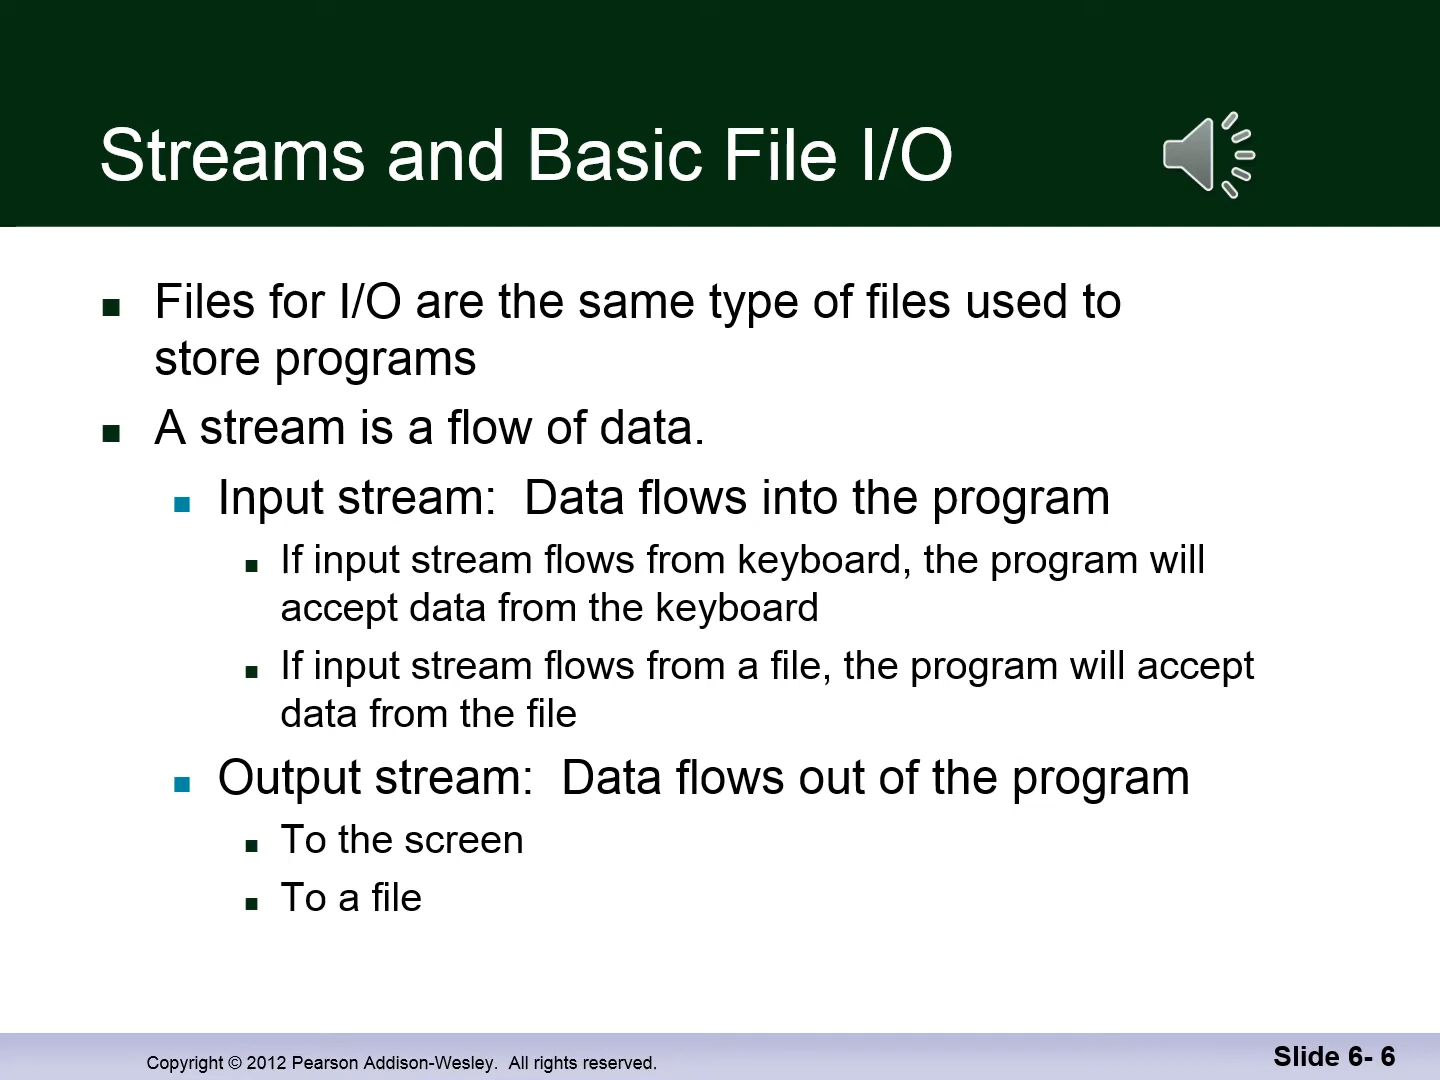 Streams and Basic File I/O
Files for I/O are the same type of files used to
store programs
A stream is a flow of data.
Input stream:  Data flows into the program
If input stream flows from keyboard, the program will
accept data from the keyboard
If input stream flows from a file, the program will accept
data from the file
Output stream:  Data flows out of the program
To the screen
To a file
Copyright © 2012 Pearson Addison-Wesley.  All rights reserved.
Slide 6- 6